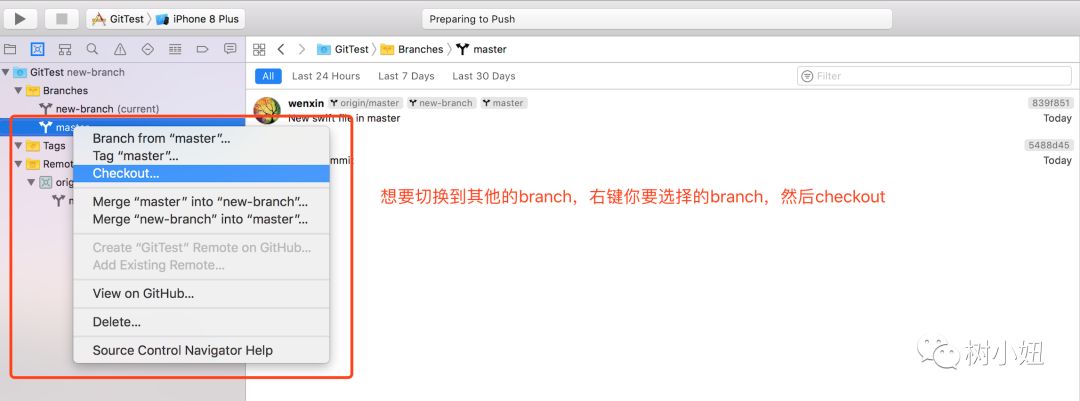 GitTest
iPhone 8 Plus
Preparing to Push
GitTest
Branches
master
GitTest new-branch
All
Last 24 Hours
Last 7 Days
Last 30 Days
Filter
Branches
new-branch (current)
wenxin
origin/master
new-branch
master
839f851
New swift file in master
Today
5488d45
Today
Tags
Branch from “master”...
Tag “master”...
Checkout...
Merge “master” into “new-branch”...
Merge “new-branch” into “master”...
Create “GitTest” Remote on GitHub...
Add Existing Remote...
View on GitHub...
Delete...
Source Control Navigator Help
想要切换到其他的branch，右键你要选择的branch，然后checkout
树小妞